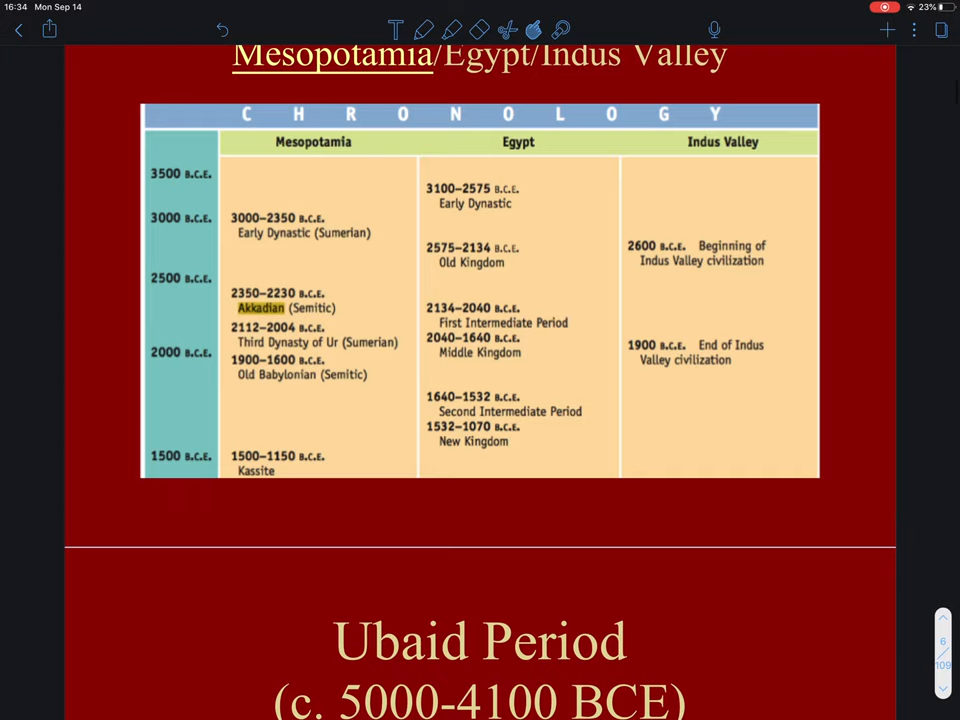 16:34 Mon Sep 14
23%
Mesopotamia/Egypt/Indus Valley
CHRONOLOGY
Mesopotamia
Egypt
Indus Valley
3500 B.C.E.
3100–2575 B.C.E.
Early Dynastic
3000 B.C.E.
3000–2350 B.C.E.
Early Dynastic (Sumerian)
2575–2134 B.C.E.
Old Kingdom
2600 B.C.E. Beginning of
Indus Valley civilization
2500 B.C.E.
2350–2230 B.C.E.
Akkadian (Semitic)
2134–2040 B.C.E.
First Intermediate Period
2112–2004 B.C.E.
Third Dynasty of Ur (Sumerian)
2040–1640 B.C.E.
Middle Kingdom
1900 B.C.E. End of Indus
Valley civilization
2000 B.C.E.
1900–1600 B.C.E.
Old Babylonian (Semitic)
1640–1532 B.C.E.
Second Intermediate Period
1532–1070 B.C.E.
New Kingdom
1500 B.C.E.
1500–1150 B.C.E.
Kassite
Ubaid Period
(c. 5000-4100 BCE)
6
109